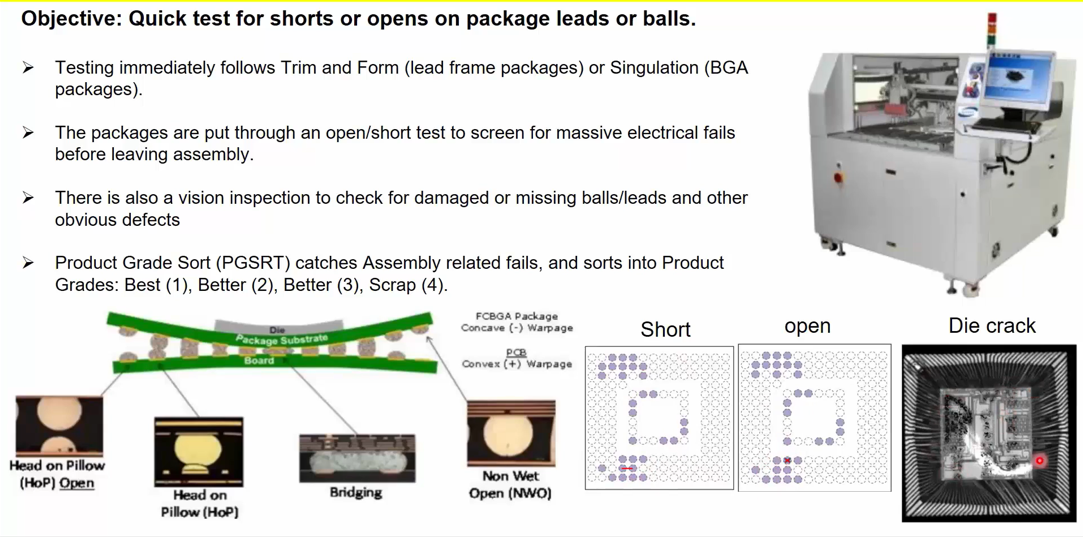 Objective: Quick test for shorts or opens on package leads or balls.
Testing immediately follows Trim and Form (lead frame packages) or Singulation (BGA
packages).
The packages are put through an open/short test to screen for massive electrical fails
before leaving assembly.
There is also a vision inspection to check for damaged or missing balls/leads and other
obvious defects
Product Grade Sort (PGSRT) catches Assembly related fails, and sorts into Product
Grades: Best (1), Better (2), Better (3), Scrap (4).
Die
Package Substrate
Board
FCBGA Package
Concave (-) Warpage
PCB
Convex (+) Warpage
Head on Pillow
(HoP) Open
Head on
Pillow (HoP)
Bridging
Non Wet
Open (NWO)
Short
open
Die crack